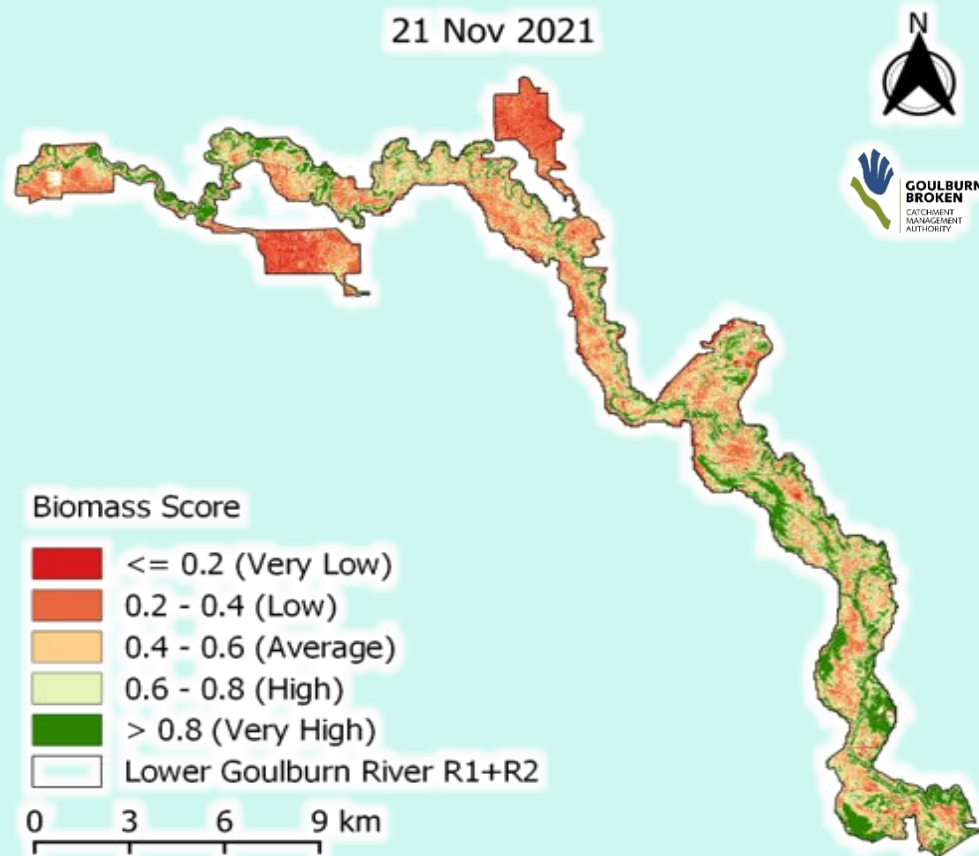 21 Nov 2021
N
GOULBURN
BROKEN
CATCHMENT
MANAGEMENT
AUTHORITY
Biomass Score
<= 0.2 (Very Low)
0.2 - 0.4 (Low)
0.4 - 0.6 (Average)
0.6 - 0.8 (High)
> 0.8 (Very High)
Lower Goulburn River R1+R2
0 3 6 9 km